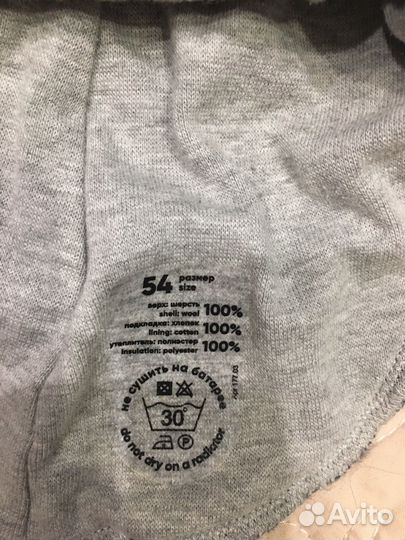 54 размер
size
верх: шерсть
shell: wool 100%
подкладка: хлопок
lining: cotton 100%
утеплитель: полиэстер
insulation: polyester 100%
не сушить на батарее
30°
P
do not dry on a radiator
Avito